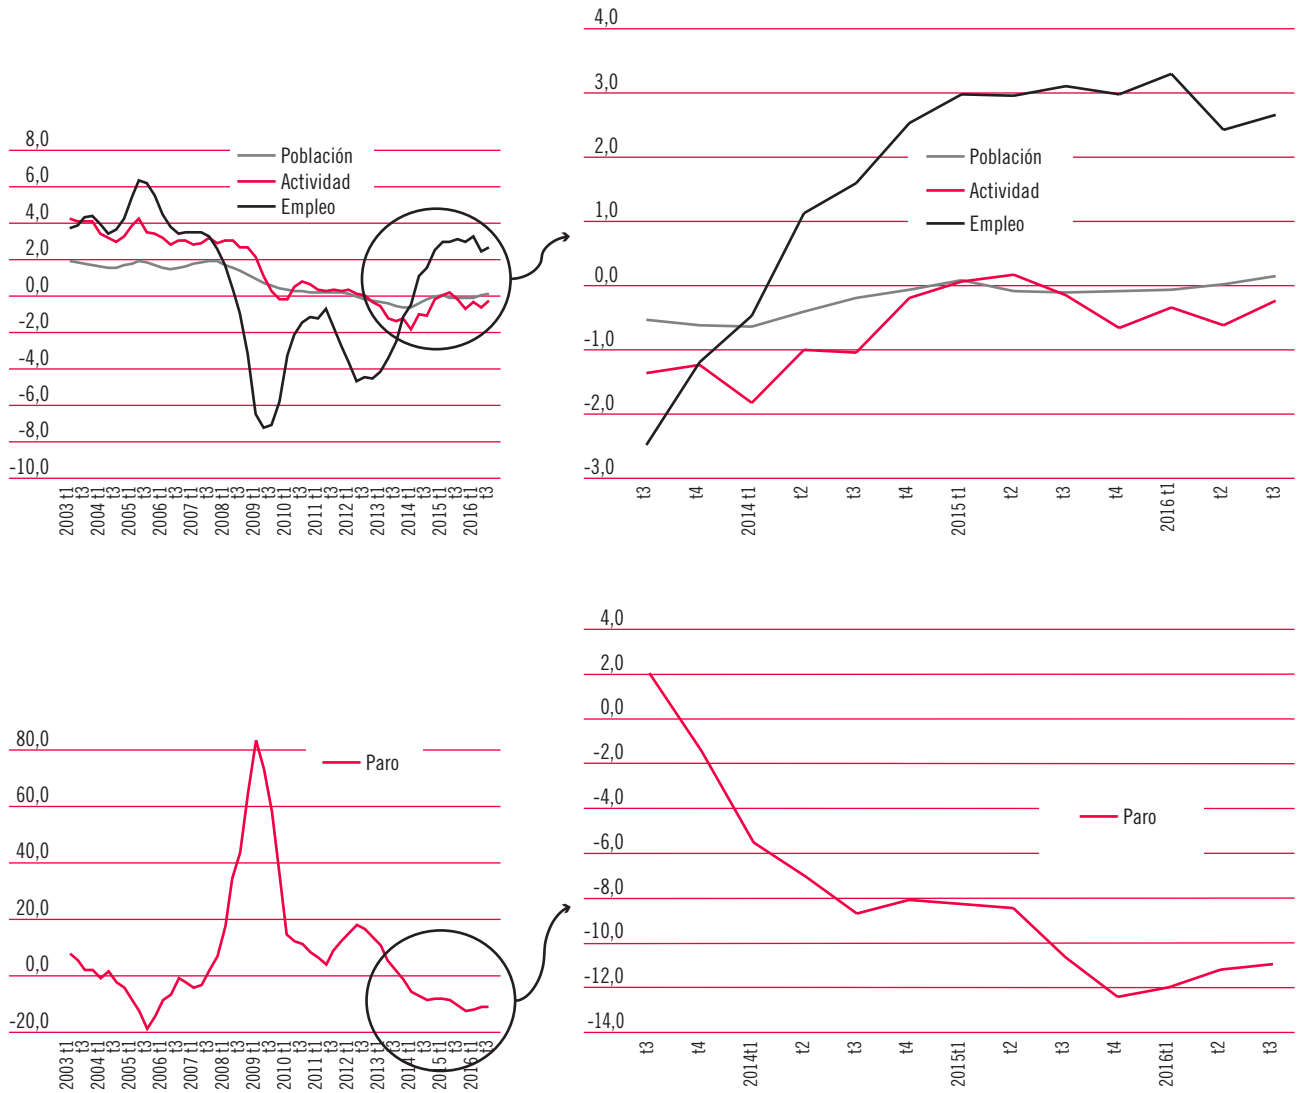 8,0
6,0
4,0
2,0
0,0
-2,0
-4,0
-6,0
-8,0
-10,0
Población
Actividad
Empleo
2003 t1
t3
2004 t1
t3
2005 t1
t3
2006 t1
t3
2007 t1
t3
2008 t1
t3
2009 t1
t3
2010 t1
t3
2011 t1
t3
2012 t1
t3
2013 t1
t3
2014 t1
t3
2015 t1
t3
2016 t1
t3
4,0
3,0
2,0
1,0
0,0
-1,0
-2,0
-3,0
Población
Actividad
Empleo
t3
t4
2014 t1
t2
t3
t4
2015 t1
t2
t3
t4
2016 t1
t2
t3
80,0
60,0
40,0
20,0
0,0
-20,0
Paro
2003 t1
t3
2004 t1
t3
2005 t1
t3
2006 t1
t3
2007 t1
t3
2008 t1
t3
2009 t1
t3
2010 t1
t3
2011 t1
t3
2012 t1
t3
2013 t1
t3
2014 t1
t3
2015 t1
t3
2016 t1
t3
4,0
2,0
0,0
-2,0
-4,0
-6,0
-8,0
-10,0
-12,0
-14,0
Paro
t3
t4
2014t1
t2
t3
t4
2015t1
t2
t3
t4
2016t1
t2
t3